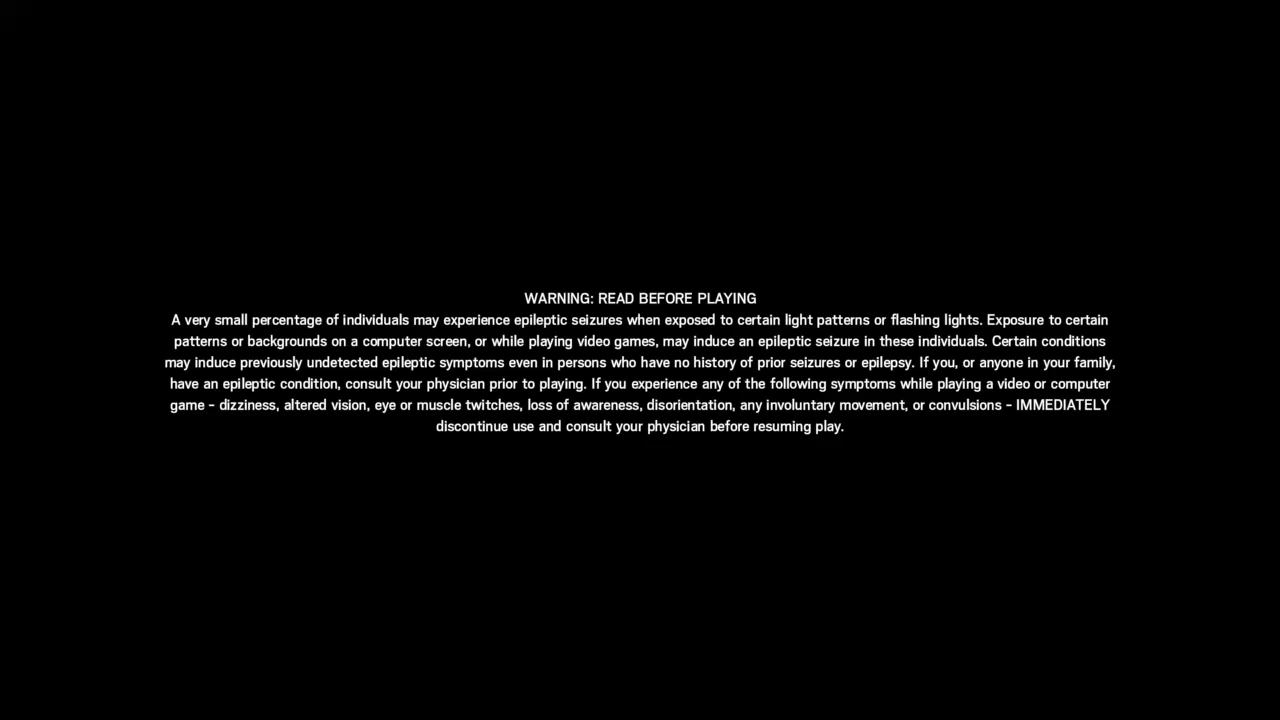 WARNING: READ BEFORE PLAYING
A very small percentage of individuals may experience epileptic seizures when exposed to certain light patterns or flashing lights. Exposure to certain
patterns or backgrounds on a computer screen, or while playing video games, may induce an epileptic seizure in these individuals. Certain conditions
may induce previously undetected epileptic symptoms even in persons who have no history of prior seizures or epilepsy. If you, or anyone in your family,
have an epileptic condition, consult your physician prior to playing. If you experience any of the following symptoms while playing a video or computer
game - dizziness, altered vision, eye or muscle twitches, loss of awareness, disorientation, any involuntary movement, or convulsions - IMMEDIATELY
discontinue use and consult your physician before resuming play.